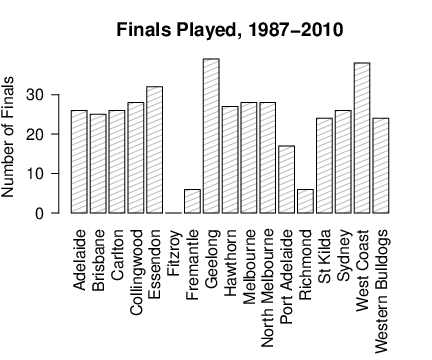 Finals Played, 1987−2010
Number of Finals
30
20
10
0
Adelaide
Brisbane
Carlton
Collingwood
Essendon
Fitzroy
Fremantle
Geelong
Hawthorn
Melbourne
North Melbourne
Port Adelaide
Richmond
St Kilda
Sydney
West Coast
Western Bulldogs